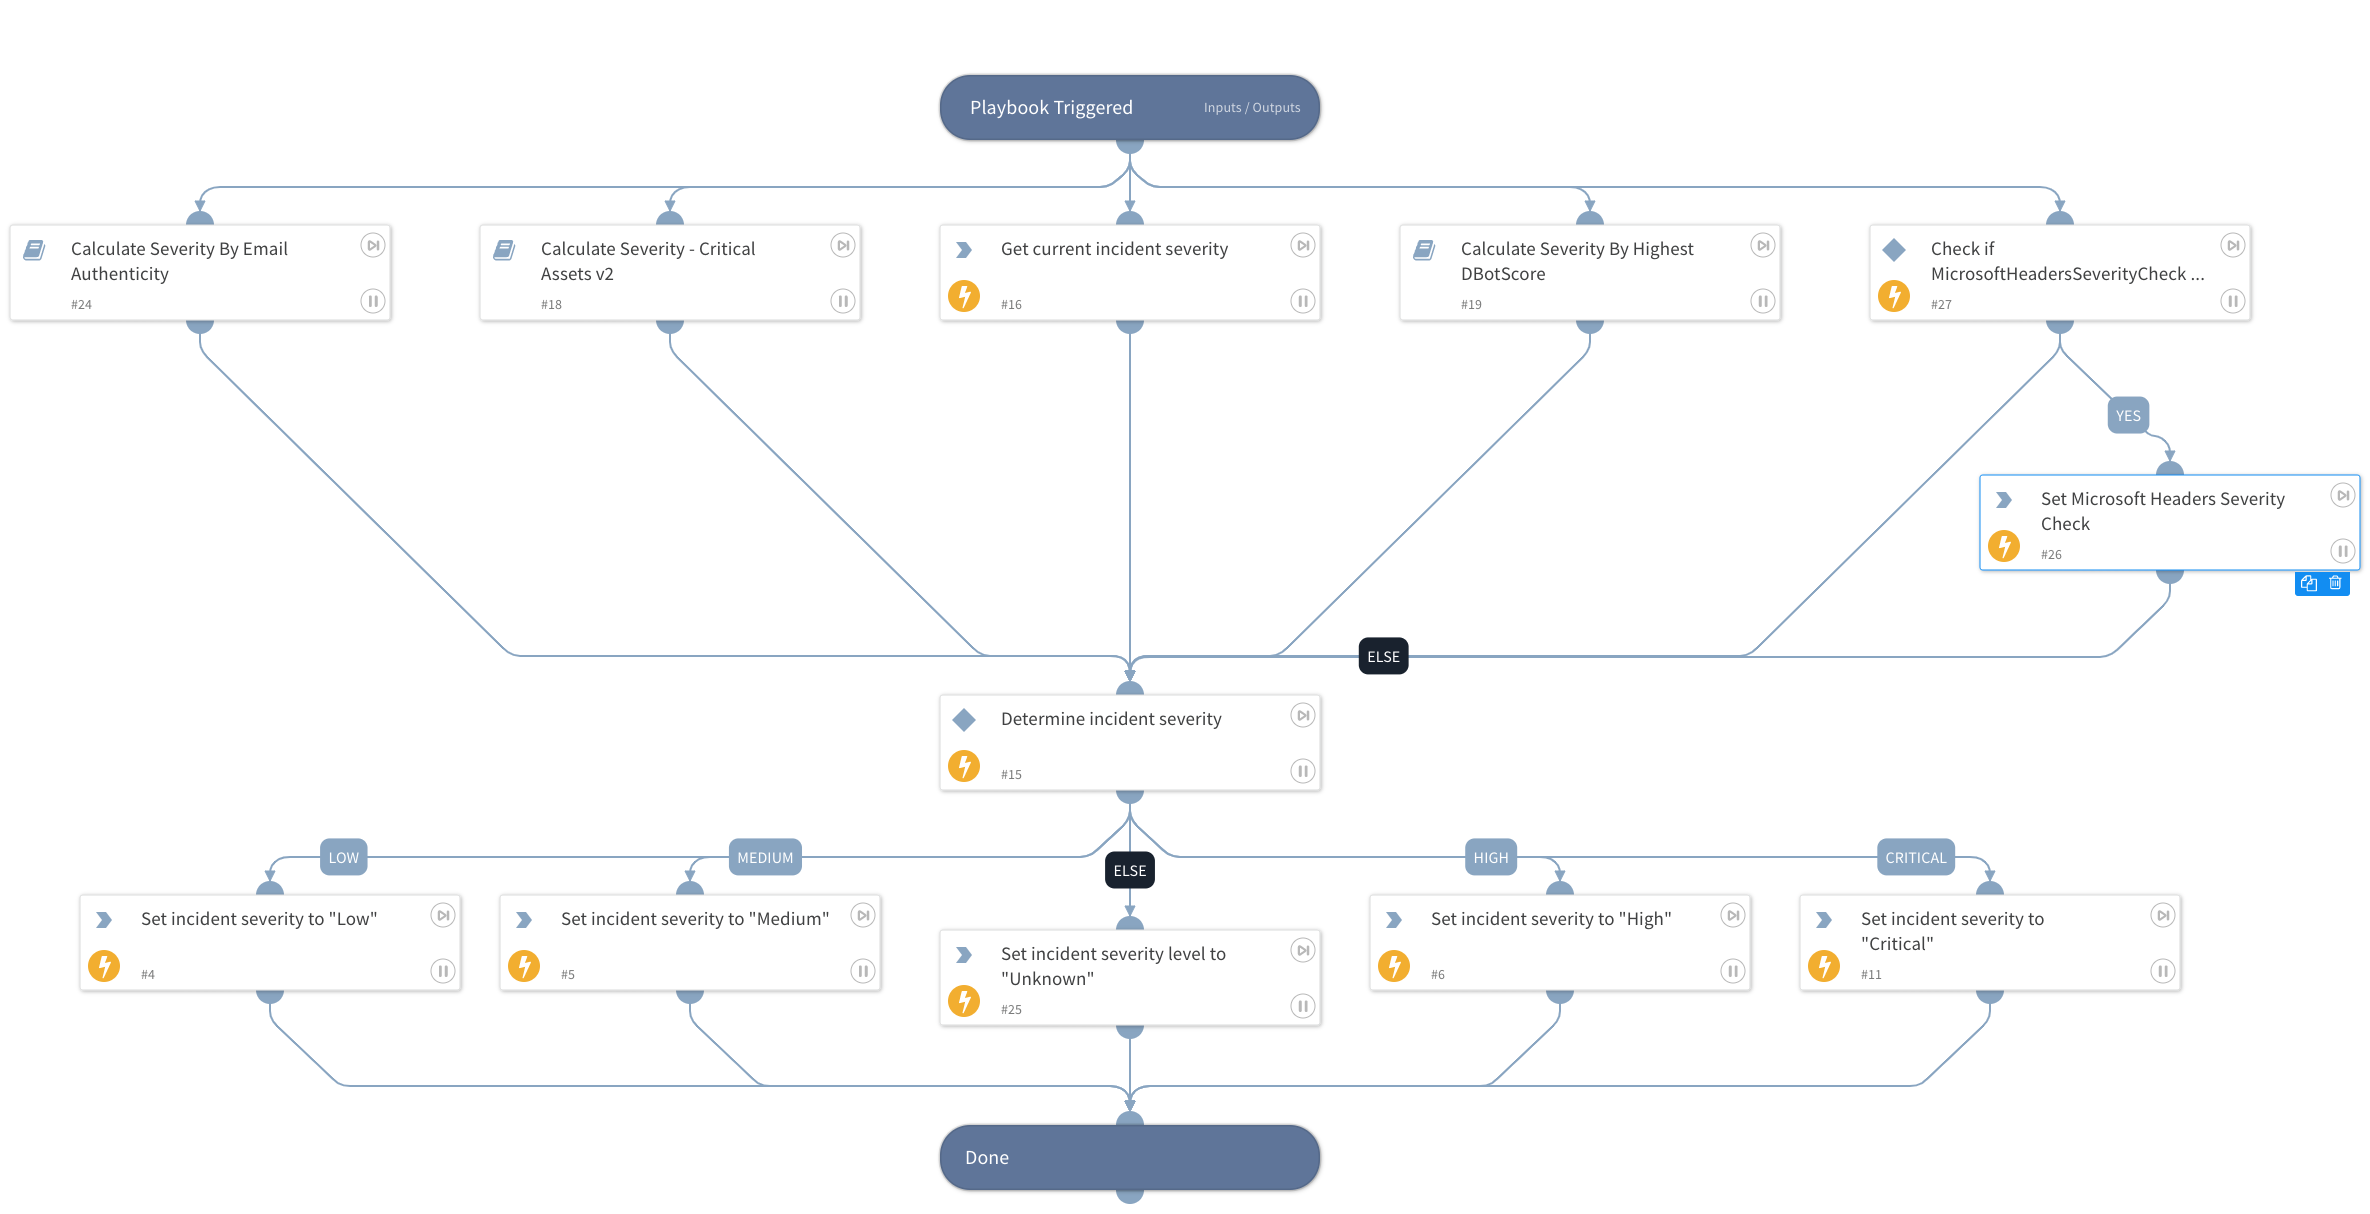 Playbook Triggered
Inputs / Outputs
Calculate Severity By Email
Authenticity
#24
Calculate Severity - Critical
Assets v2
#18
Get current incident severity
#16
Calculate Severity By Highest
DBotScore
#19
Check if
MicrosoftHeadersSeverityCheck ...
#27
YES
Set Microsoft Headers Severity
Check
#26
ELSE
Determine incident severity
#15
LOW
MEDIUM
ELSE
HIGH
CRITICAL
Set incident severity to "Low"
#4
Set incident severity to "Medium"
#5
Set incident severity level to
"Unknown"
#25
Set incident severity to "High"
#6
Set incident severity to
"Critical"
#11
Done